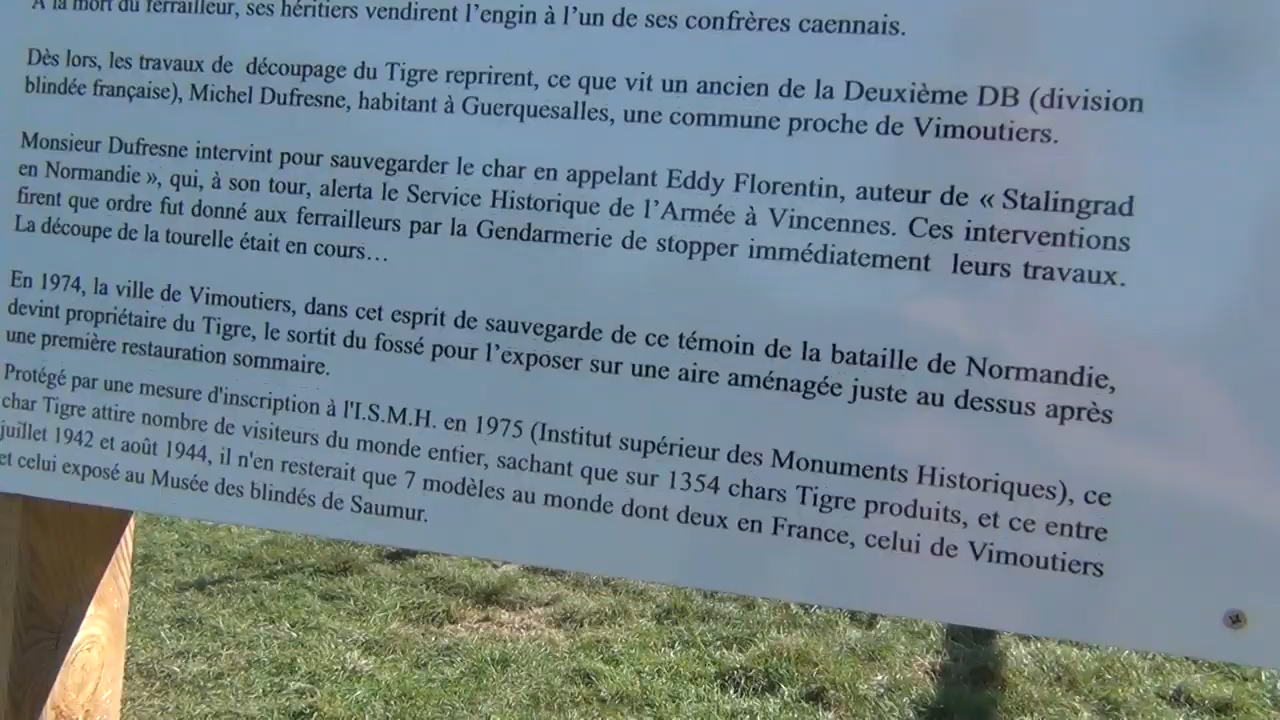 A la mort du ferrailleur, ses héritiers vendirent l'engin à l'un de ses confrères caennais.
Dès lors, les travaux de découpage du Tigre reprirent, ce que vit un ancien de la Deuxième DB (division
blindée française), Michel Dufresne, habitant à Guerquesalles, une commune proche de Vimoutiers.
Monsieur Dufresne intervint pour sauvegarder le char en appelant Eddy Florentin, auteur de « Stalingrad
en Normandie », qui, à son tour, alerta le Service Historique de l'Armée à Vincennes. Ces interventions
firent que ordre fut donné aux ferrailleurs par la Gendarmerie de stopper immédiatement leurs travaux.
La découpe de la tourelle était en cours…
En 1974, la ville de Vimoutiers, dans cet esprit de sauvegarde de ce témoin de la bataille de Normandie,
devint propriétaire du Tigre, le sortit du fossé pour l'exposer sur une aire aménagée juste au dessus après
une première restauration sommaire.
Protégé par une mesure d'inscription à l'I.S.M.H. en 1975 (Institut supérieur des Monuments Historiques), ce
char Tigre attire nombre de visiteurs du monde entier, sachant que sur 1354 chars Tigre produits, et ce entre
juillet 1942 et août 1944, il n'en resterait que 7 modèles au monde dont deux en France, celui de Vimoutiers
et celui exposé au Musée des blindés de Saumur.